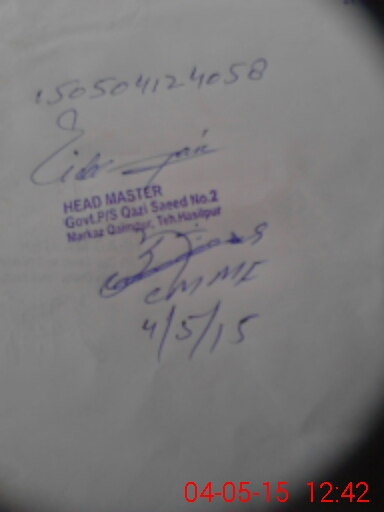 150504124058
HEAD MASTER
Govt.P/S Qazi Saeed No.2
Markaz Qaimpur, Teh.Hasilpur
4/5/15
04-05-15 12:42